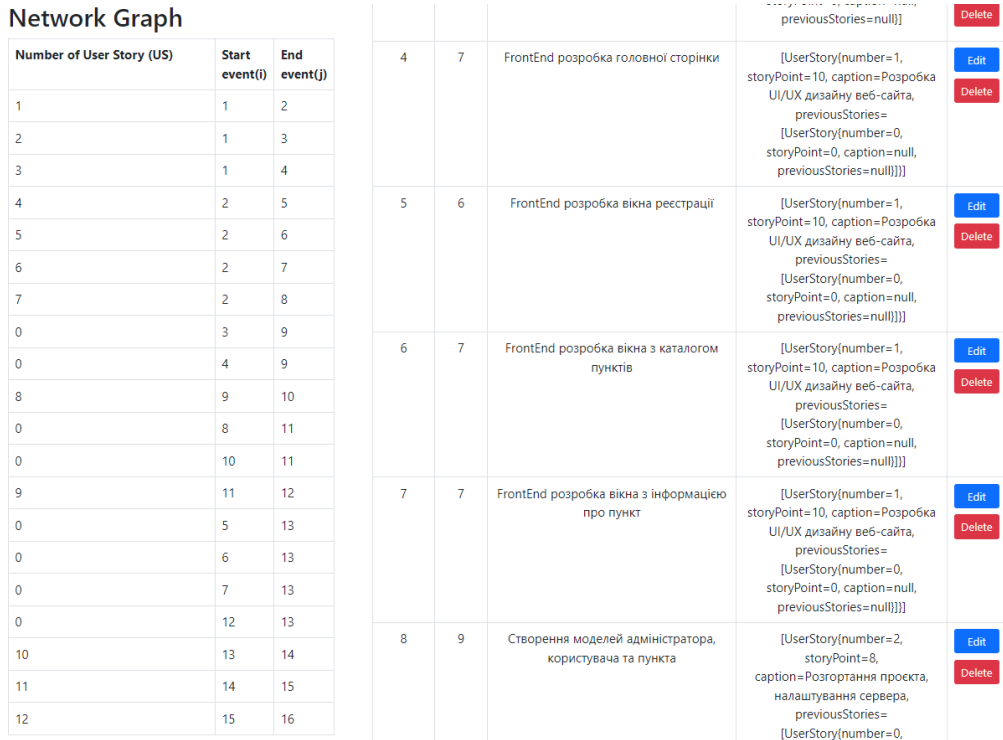 Network Graph
Number of User Story (US) Start event(i) End event(j)
1 1 2
2 1 3
3 1 4
4 2 5
5 2 6
6 2 7
7 2 8
0 3 9
0 4 9
8 9 10
0 8 11
0 10 11
9 11 12
0 5 13
0 6 13
0 7 13
0 12 13
10 13 14
11 14 15
12 15 16
previousStories=null}]
Delete
4 7 FrontEnd розробка головної сторінки
[UserStory{number=1,
storyPoint=10, caption=Розробка
UI/UX дизайну веб-сайта,
previousStories=
[UserStory{number=0,
storyPoint=0, caption=null,
previousStories=null}]}]
Edit
Delete
5 6 FrontEnd розробка вікна реєстрації
[UserStory{number=1,
storyPoint=10, caption=Розробка
UI/UX дизайну веб-сайта,
previousStories=
[UserStory{number=0,
storyPoint=0, caption=null,
previousStories=null}]}]
Edit
Delete
6 7 FrontEnd розробка вікна з каталогом
пунктів
[UserStory{number=1,
storyPoint=10, caption=Розробка
UI/UX дизайну веб-сайта,
previousStories=
[UserStory{number=0,
storyPoint=0, caption=null,
previousStories=null}]}]
Edit
Delete
7 7 FrontEnd розробка вікна з інформацією
про пункт
[UserStory{number=1,
storyPoint=10, caption=Розробка
UI/UX дизайну веб-сайта,
previousStories=
[UserStory{number=0,
storyPoint=0, caption=null,
previousStories=null}]}]
Edit
Delete
8 9 Створення моделей адміністратора,
користувача та пункта
[UserStory{number=2,
storyPoint=8,
caption=Розгортання проєкта,
налаштування сервера,
previousStories=
[UserStory{number=0,
Edit
Delete